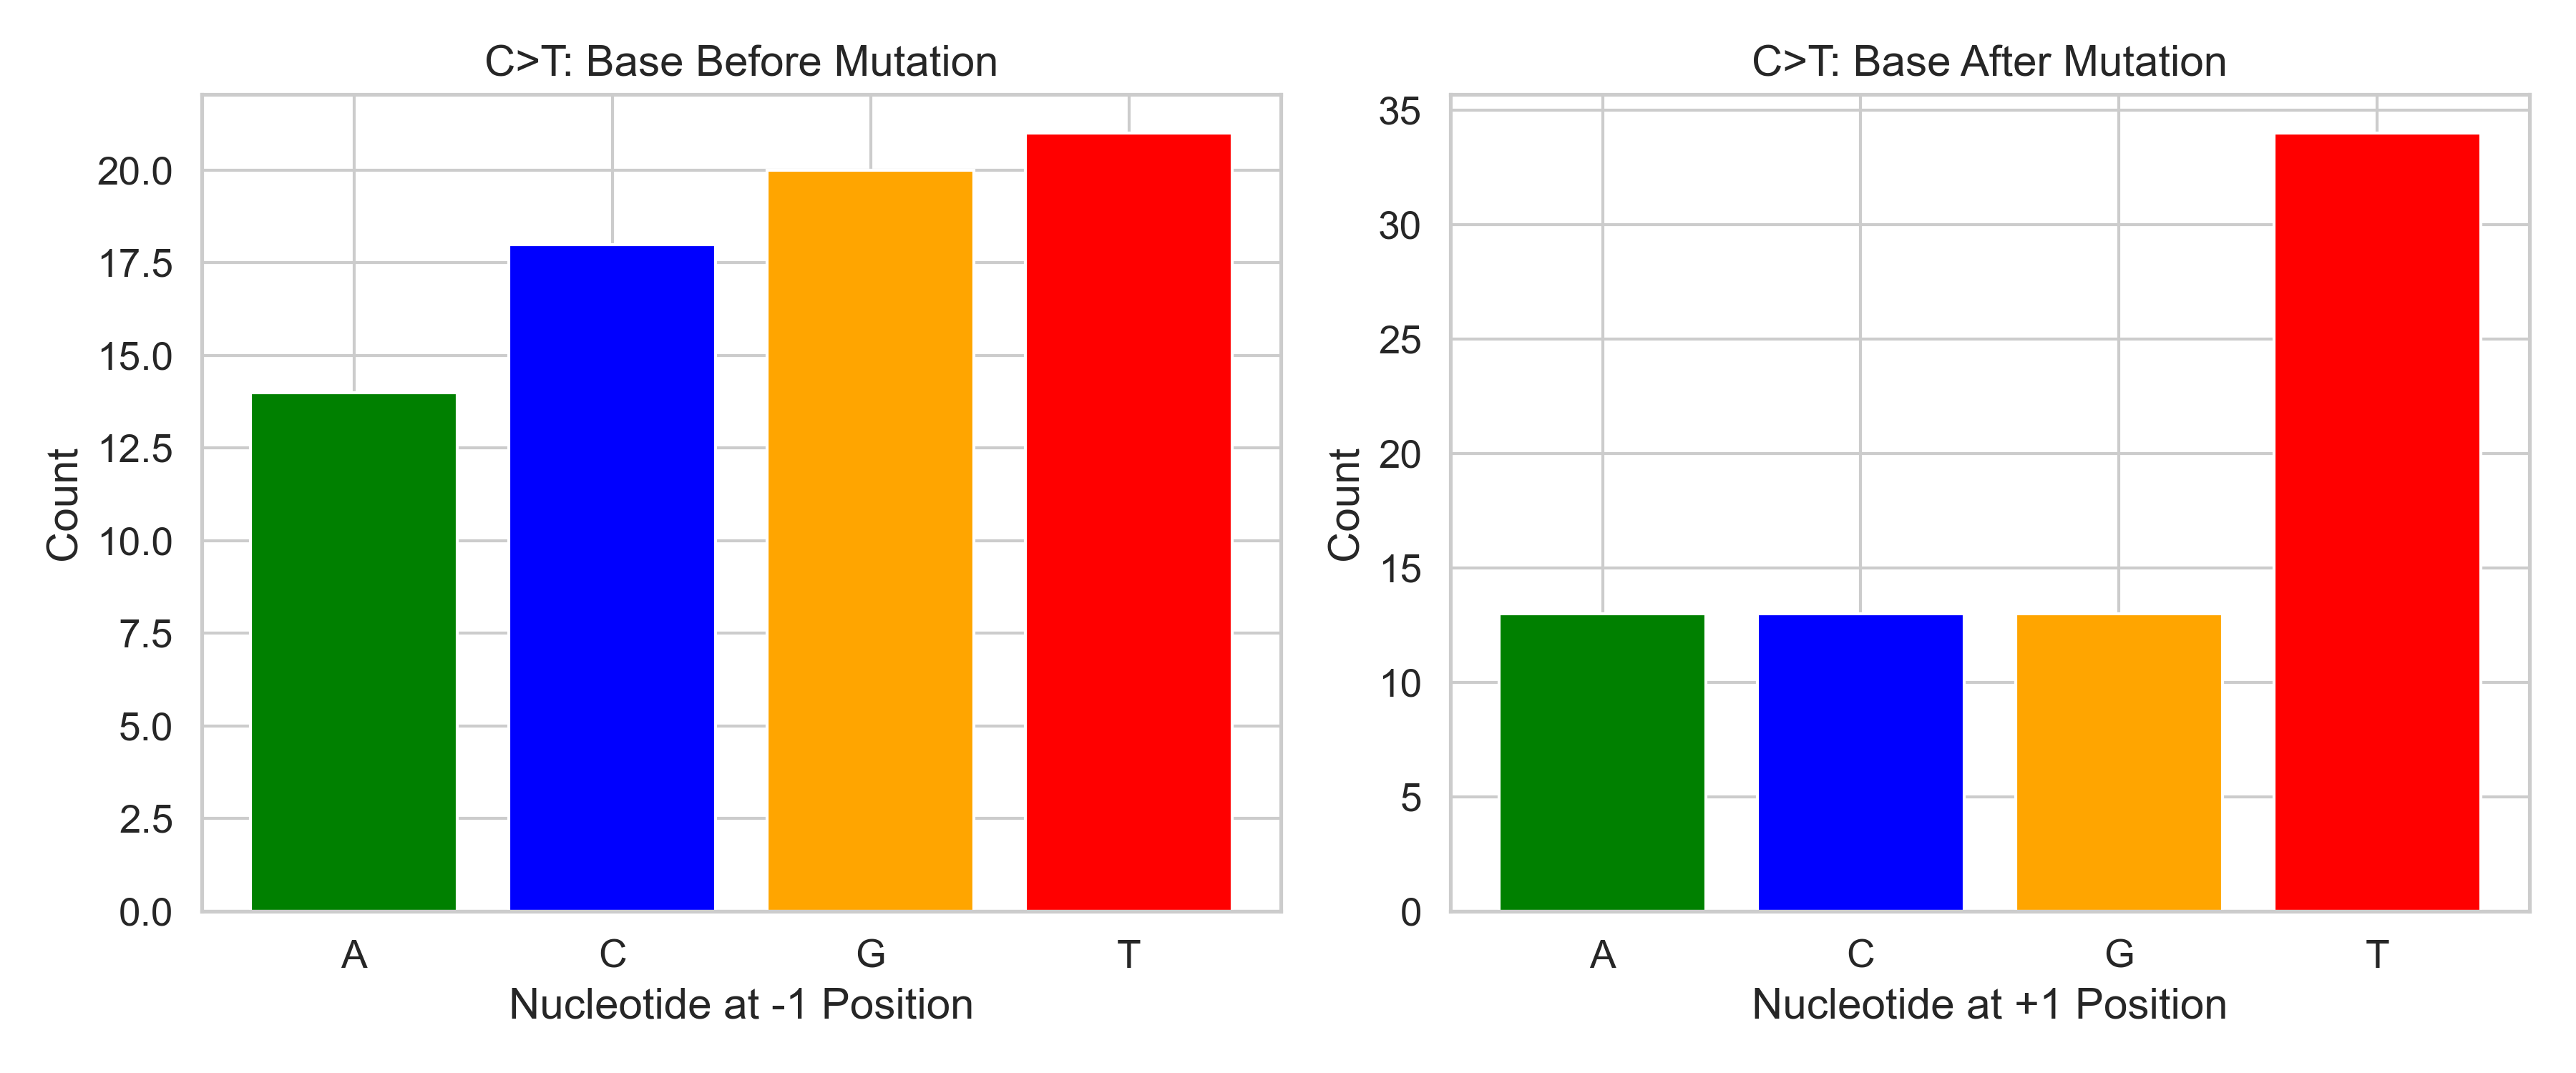 C>T: Base Before Mutation
Count
20.0
17.5
15.0
12.5
10.0
7.5
5.0
2.5
0.0
A C G T
Nucleotide at -1 Position
C>T: Base After Mutation
Count
35
30
25
20
15
10
5
0
A C G T
Nucleotide at +1 Position